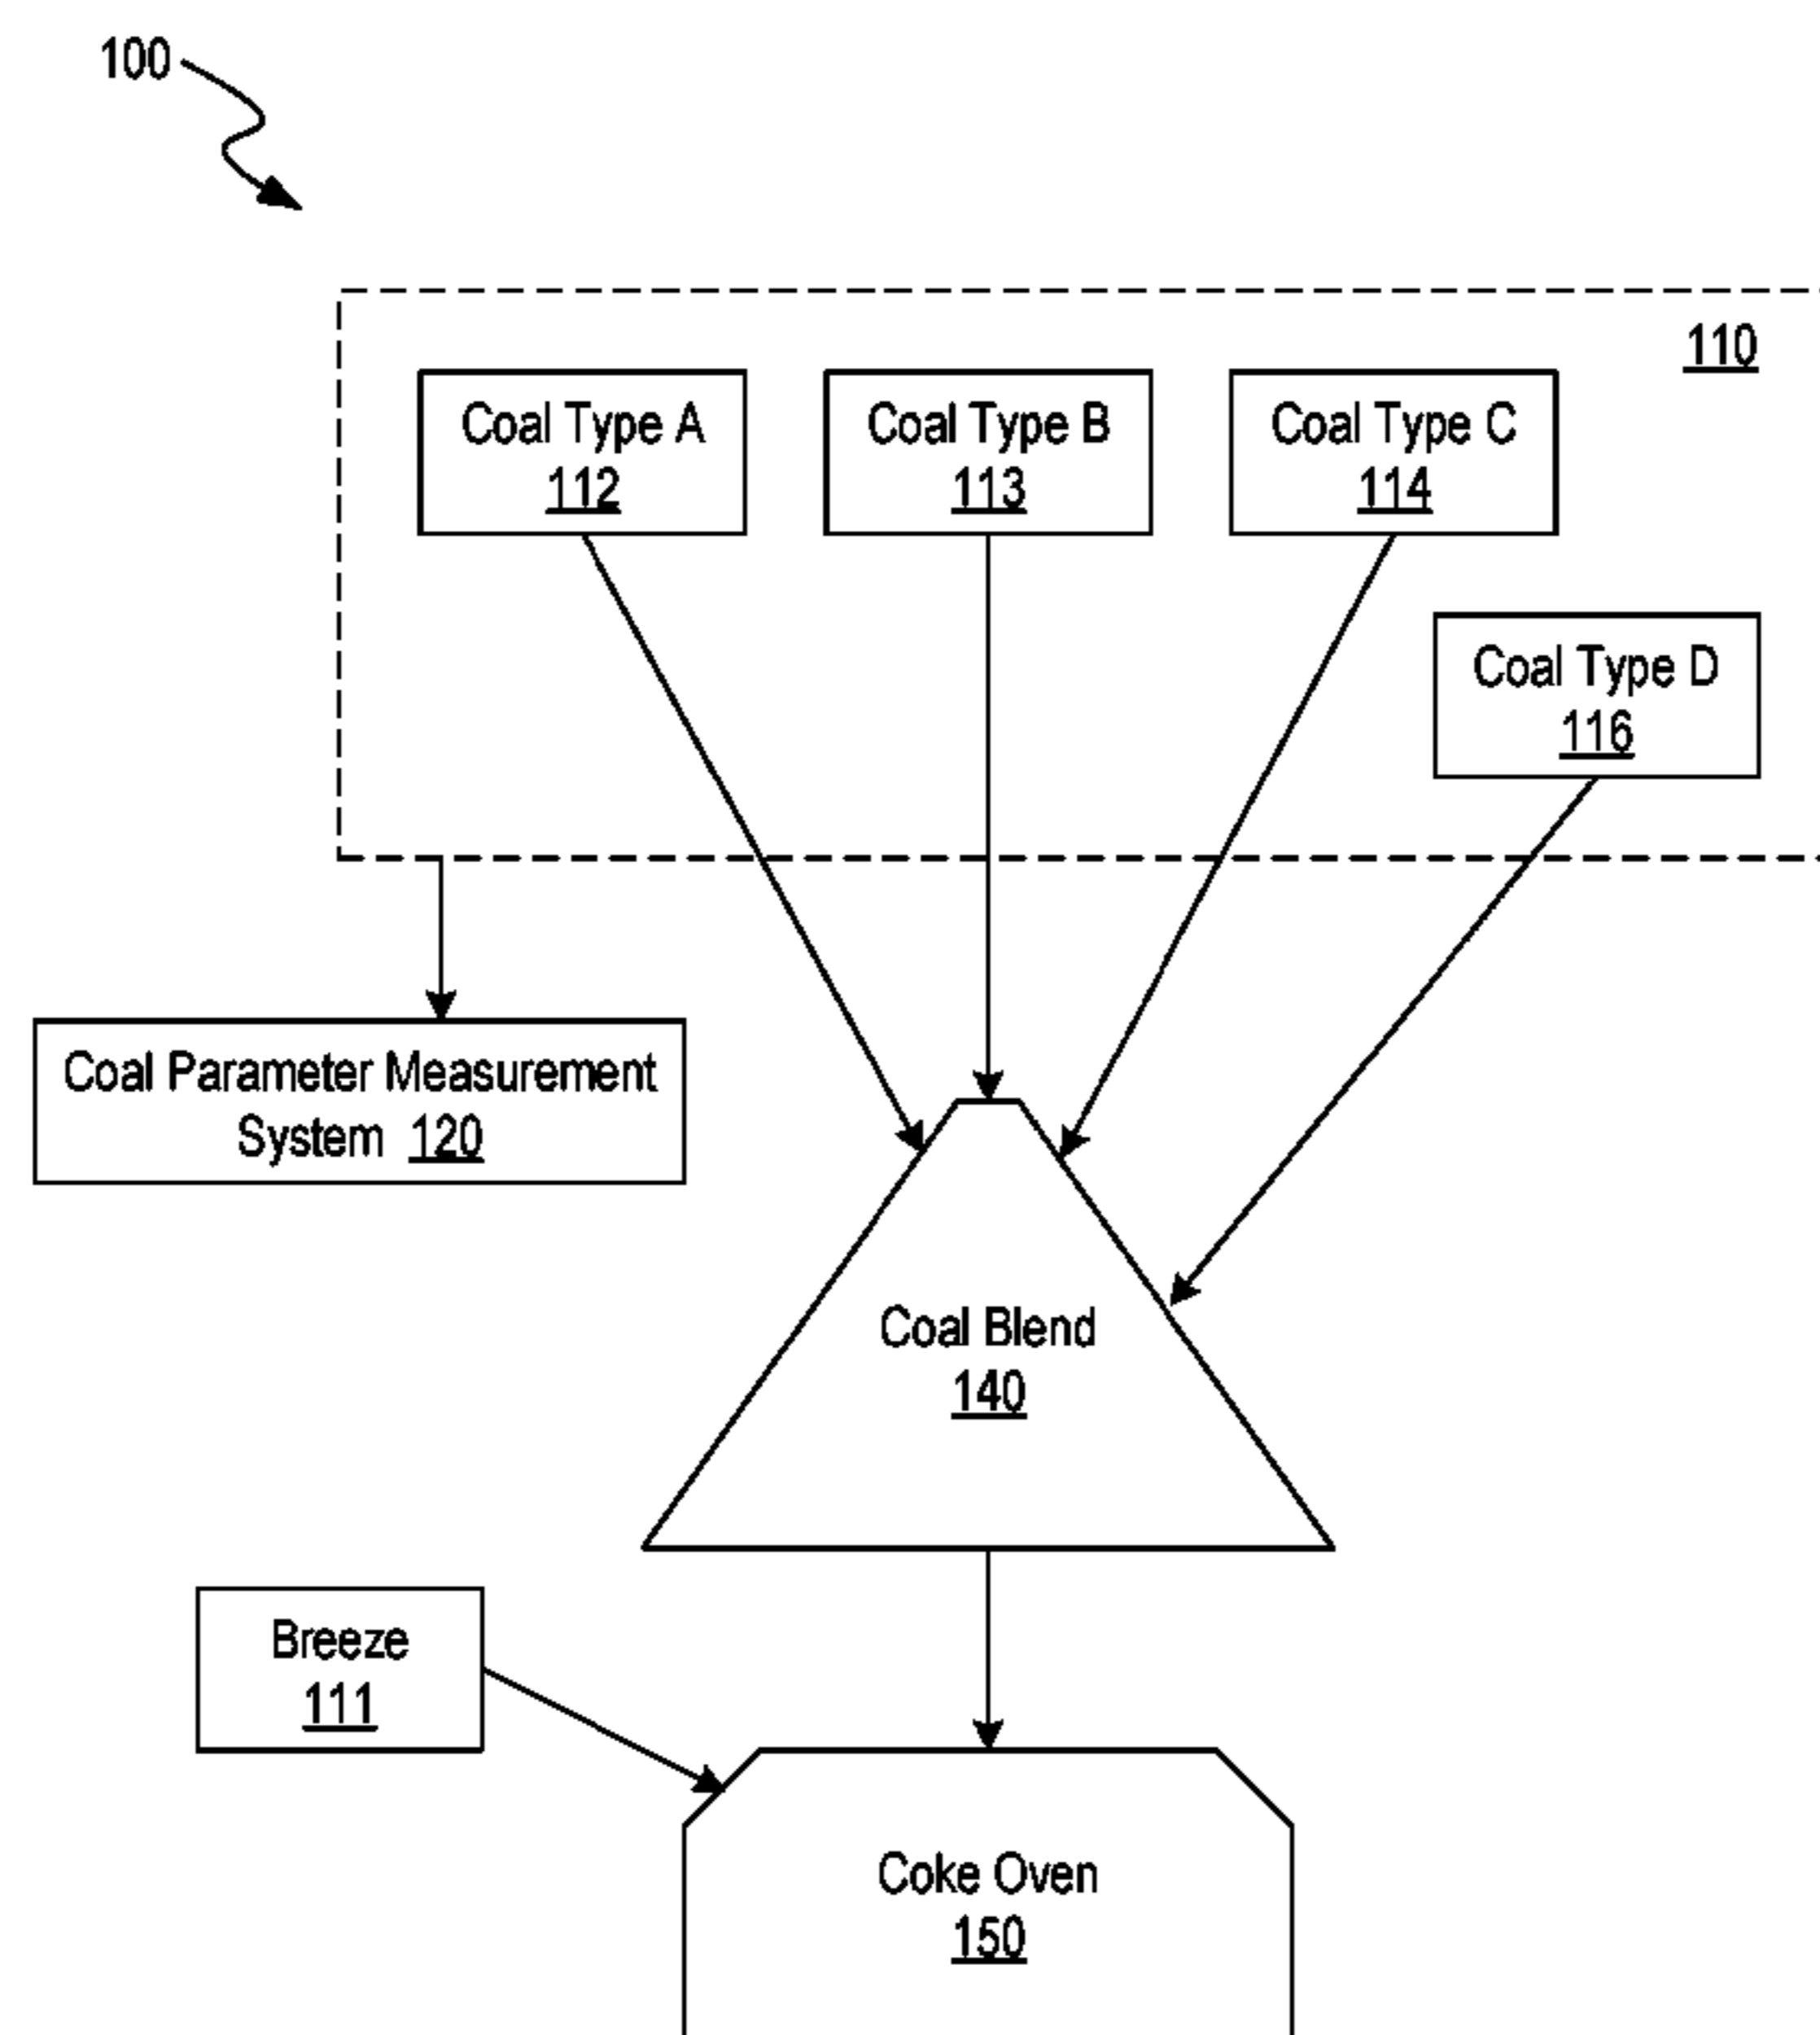 100
110
Coal Type A
112
Coal Type B
113
Coal Type C
114
Coal Type D
116
Coal Parameter Measurement
System 120
Coal Blend
140
Breeze
111
Coke Oven
150